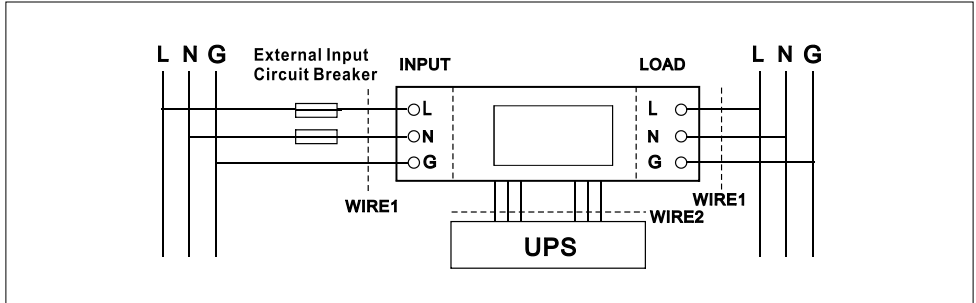 L N G
External Input
Circuit Breaker
INPUT
LOAD
L N G
L
N
G
L
N
G
WIRE1
WIRE1
WIRE2
UPS